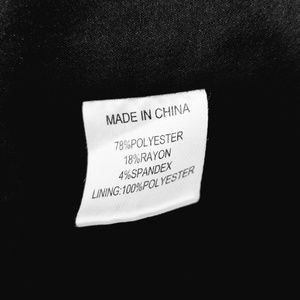 MADE IN CHINA
78%POLYESTER
18%RAYON
4%SPANDEX
LINING:100%POLYESTER